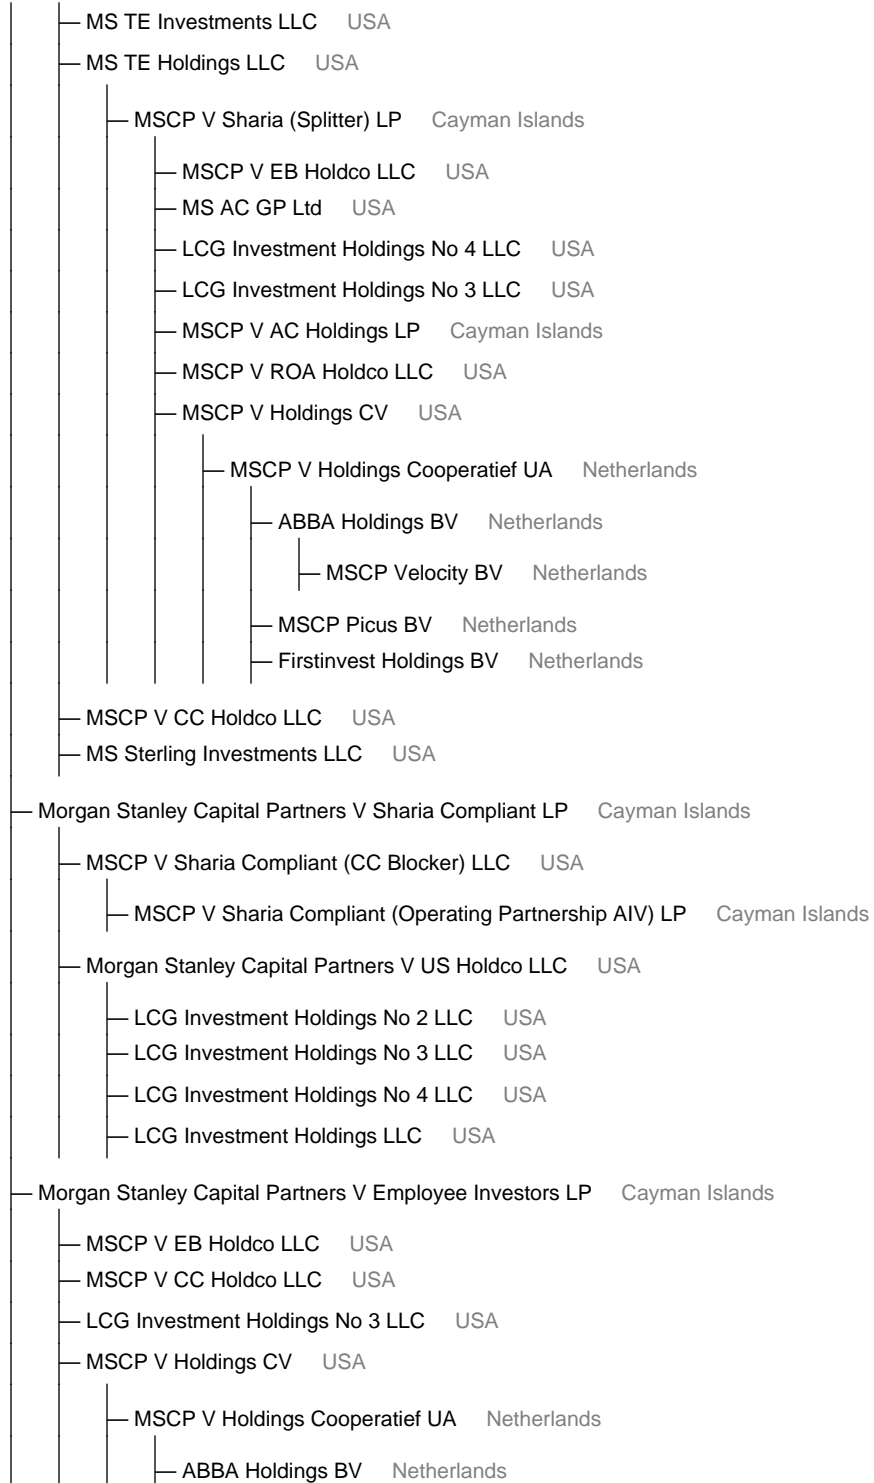 MS TE Investments LLC USA
MS TE Holdings LLC USA
MSCP V Sharia (Splitter) LP Cayman Islands
MSCP V EB Holdco LLC USA
MS AC GP Ltd USA
LCG Investment Holdings No 4 LLC USA
LCG Investment Holdings No 3 LLC USA
MSCP V AC Holdings LP Cayman Islands
MSCP V ROA Holdco LLC USA
MSCP V Holdings CV USA
MSCP V Holdings Cooperatief UA Netherlands
ABBA Holdings BV Netherlands
MSCP Velocity BV Netherlands
MSCP Picus BV Netherlands
Firstinvest Holdings BV Netherlands
MSCP V CC Holdco LLC USA
MS Sterling Investments LLC USA
Morgan Stanley Capital Partners V Sharia Compliant LP Cayman Islands
MSCP V Sharia Compliant (CC Blocker) LLC USA
MSCP V Sharia Compliant (Operating Partnership AIV) LP Cayman Islands
Morgan Stanley Capital Partners V US Holdco LLC USA
LCG Investment Holdings No 2 LLC USA
LCG Investment Holdings No 3 LLC USA
LCG Investment Holdings No 4 LLC USA
LCG Investment Holdings LLC USA
Morgan Stanley Capital Partners V Employee Investors LP Cayman Islands
MSCP V EB Holdco LLC USA
MSCP V CC Holdco LLC USA
LCG Investment Holdings No 3 LLC USA
MSCP V Holdings CV USA
MSCP V Holdings Cooperatief UA Netherlands
ABBA Holdings BV Netherlands